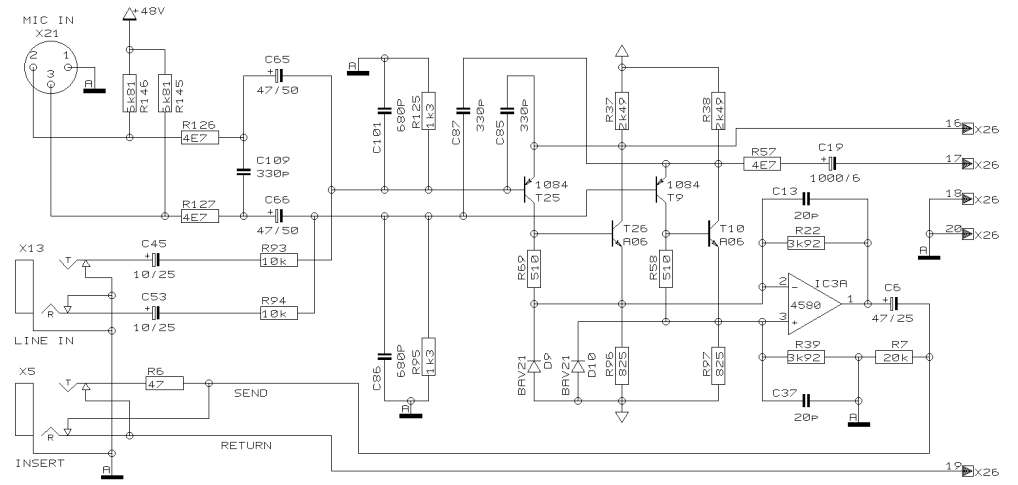 MIC IN
X21
+48V
2
1
3
A
5k81
R146
5k81
R145
C65
+
47/50
R126
4E7
C109
330p
R127
4E7
C66
+
47/50
A
C101
680P
R125
1k3
C87
330p
C85
330p
R37
2k49
R38
2k49
16
X26
R57
4E7
C19
+
1000/6
17
X26
1084
T25
1084
T9
C13
20p
18
X26
20
X26
A
T26
A06
T10
A06
R22
3k92
X13
T
C45
+
10/25
R93
10k
R69
510
R58
510
R
C53
+
10/25
R94
10k
LINE IN
2
-
IC3A
4580
1
3
+
C6
+
47/25
C86
680P
R95
1k3
A
BAV21
D9
BAV21
D10
R96
825
R97
825
R39
3k92
R7
20k
C37
20p
A
X5
T
R6
47
SEND
R
RETURN
INSERT
A
19
X26